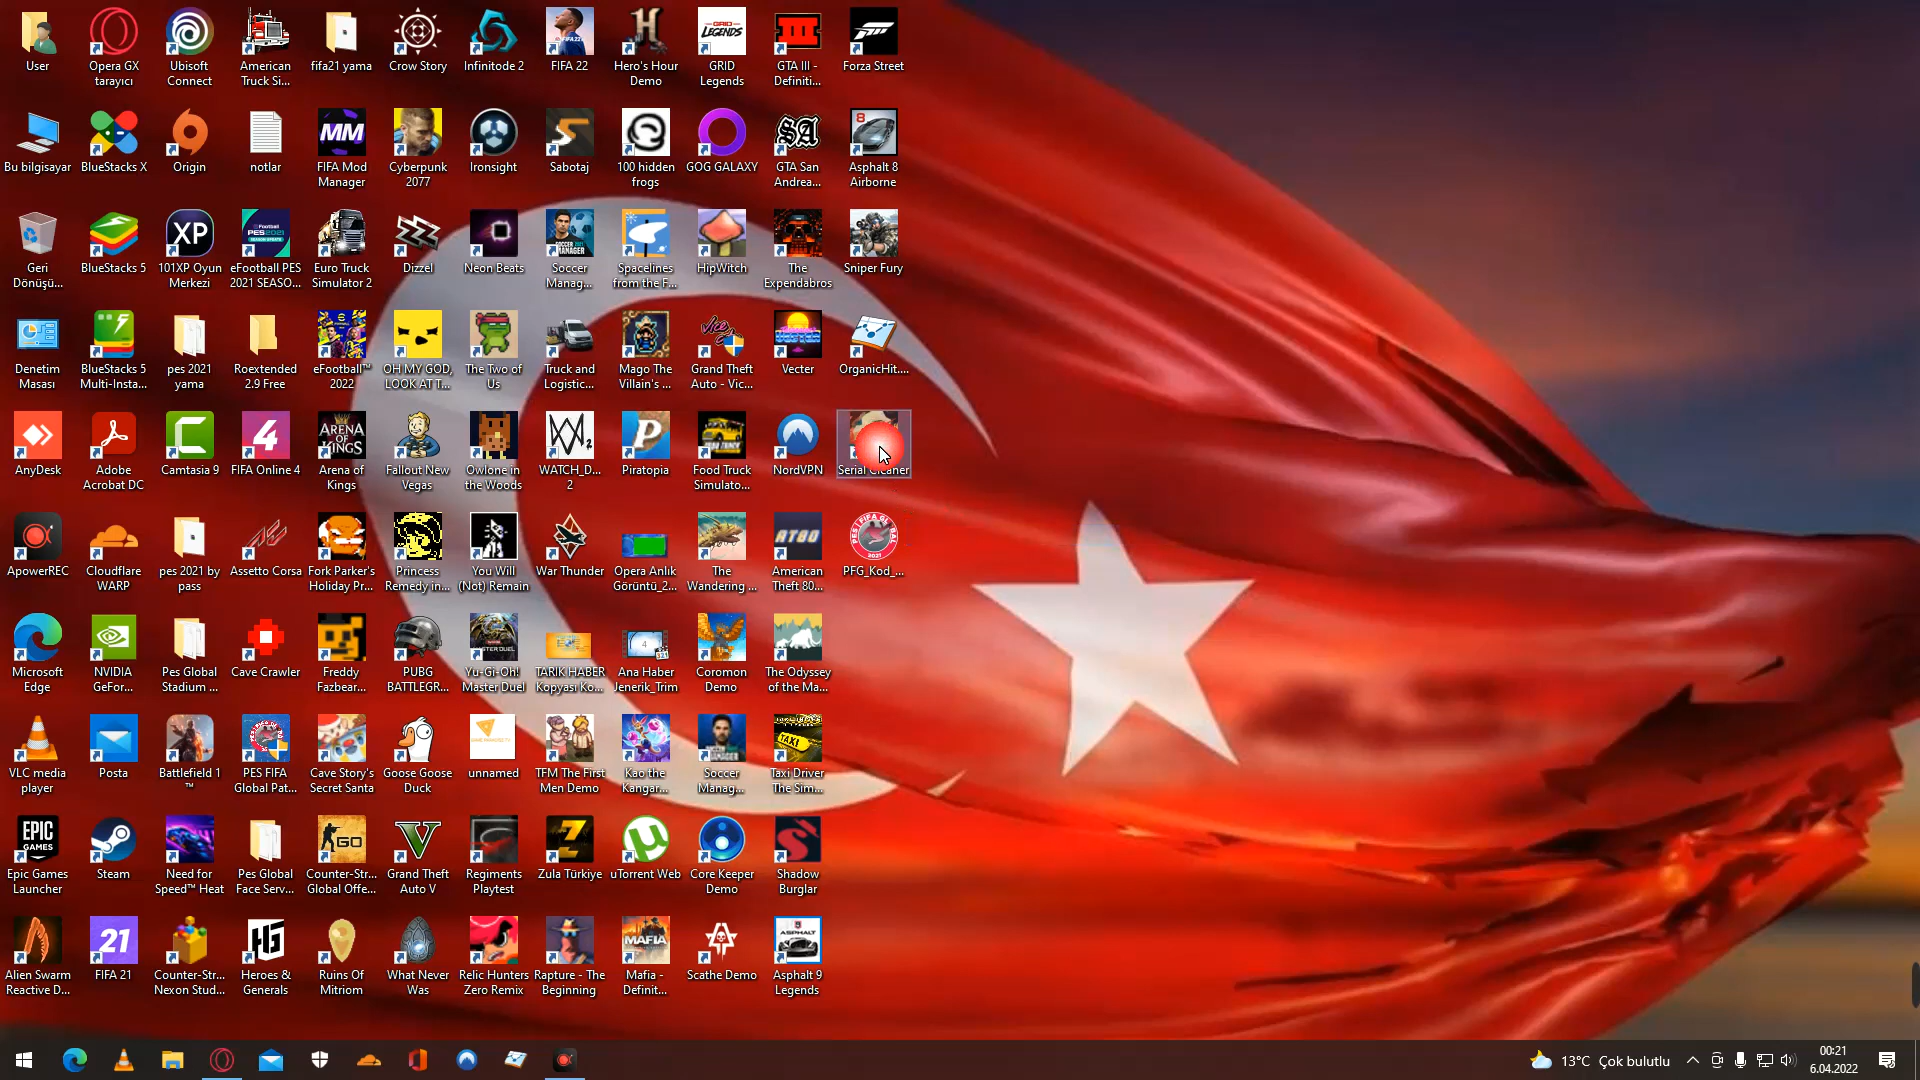 User
Opera GX
tarayıcı
Ubisoft
Connect
American
Truck Si...
fifa21 yama
Crow Story
Infinitode 2
FIFA 22
Hero's Hour
Demo
GRID
Legends
GTA III -
Definiti...
Forza Street
Bu bilgisayar
BlueStacks X
Origin
notlar
FIFA Mod
Manager
Cyberpunk
2077
Ironsight
Sabotaj
100 hidden
frogs
GOG GALAXY
GTA San
Andrea...
Asphalt 8
Airborne
Geri
Dönüşü...
BlueStacks 5
101XP Oyun
Merkezi
eFootball PES
2021 SEASO...
Euro Truck
Simulator 2
Dizzel
Neon Beats
Soccer
Manag...
Spacelines
from the F...
HipWitch
The
Expendabros
Sniper Fury
Denetim
Masası
BlueStacks 5
Multi-Insta...
pes 2021
yama
Roextended
2.9 Free
eFootball™
2022
OH MY GOD,
LOOK AT T...
The Two of
Us
Truck and
Logistic...
Mago The
Villain's ...
Grand Theft
Auto - Vic...
Vecter
OrganicHit....
AnyDesk
Adobe
Acrobat DC
Camtasia 9
FIFA Online 4
Arena of
Kings
Fallout New
Vegas
Owlone in
the Woods
WATCH_D...
2
Piratopia
Food Truck
Simulato...
NordVPN
Serial Cleaner
ApowerREC
Cloudflare
WARP
pes 2021 by
pass
Assetto Corsa
Fork Parker's
Holiday Pr...
Princess
Remedy in...
You Will
(Not) Remain
War Thunder
Opera Anlık
Görüntü_2...
The
Wandering ...
American
Theft 80...
PFG_Kod_...
Microsoft
Edge
NVIDIA
GeFor...
Pes Global
Stadium ...
Cave Crawler
Freddy
Fazbear...
PUBG
BATTLEGR...
Yu-Gi-Oh!
Master Duel
TARIK HABER
Kopyası Ko...
Ana Haber
Jenerik_Trim
Coromon
Demo
The Odyssey
of the Ma...
VLC media
player
Posta
Battlefield 1
™
PES FIFA
Global Pat...
Cave Story's
Secret Santa
Goose Goose
Duck
unnamed
TFM The First
Men Demo
Kao the
Kangar...
Soccer
Manag...
Taxi Driver
The Sim...
Epic Games
Launcher
Steam
Need for
Speed™ Heat
Pes Global
Face Serv...
Counter-Str...
Global Offe...
Grand Theft
Auto V
Regiments
Playtest
Zula Türkiye
uTorrent Web
Core Keeper
Demo
Shadow
Burglar
Alien Swarm
Reactive D...
FIFA 21
Counter-Str...
Nexon Stud...
Heroes &
Generals
Ruins Of
Mitriom
What Never
Was
Relic Hunters
Zero Remix
Rapture - The
Beginning
Mafia -
Definit...
Scathe Demo
Asphalt 9
Legends
13°C Çok bulutlu
00:21
6.04.2022